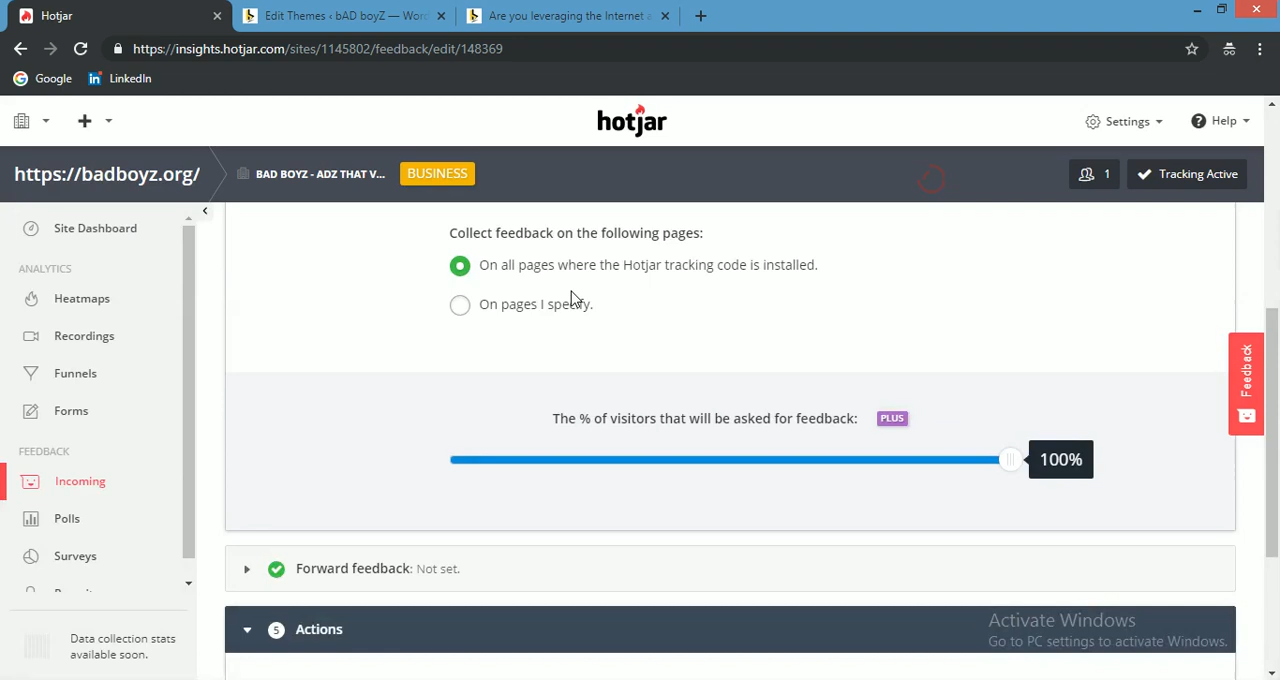 Hotjar
Edit Themes ‹ bAD boyZ — Wor
Are you leveraging the Internet a
https://insights.hotjar.com/sites/1145802/feedback/edit/148369
Google
LinkedIn
hotjar
Settings
Help
https://badboyz.org/
BAD BOYZ - ADZ THAT V...
BUSINESS
1
Tracking Active
Site Dashboard
ANALYTICS
Heatmaps
Recordings
Funnels
Forms
FEEDBACK
Incoming
Polls
Surveys
Data collection stats
available soon.
Collect feedback on the following pages:
On all pages where the Hotjar tracking code is installed.
On pages I specify.
The % of visitors that will be asked for feedback:
PLUS
100%
Forward feedback: Not set.
5 Actions
Feedback
Activate Windows
Go to PC settings to activate Windows.